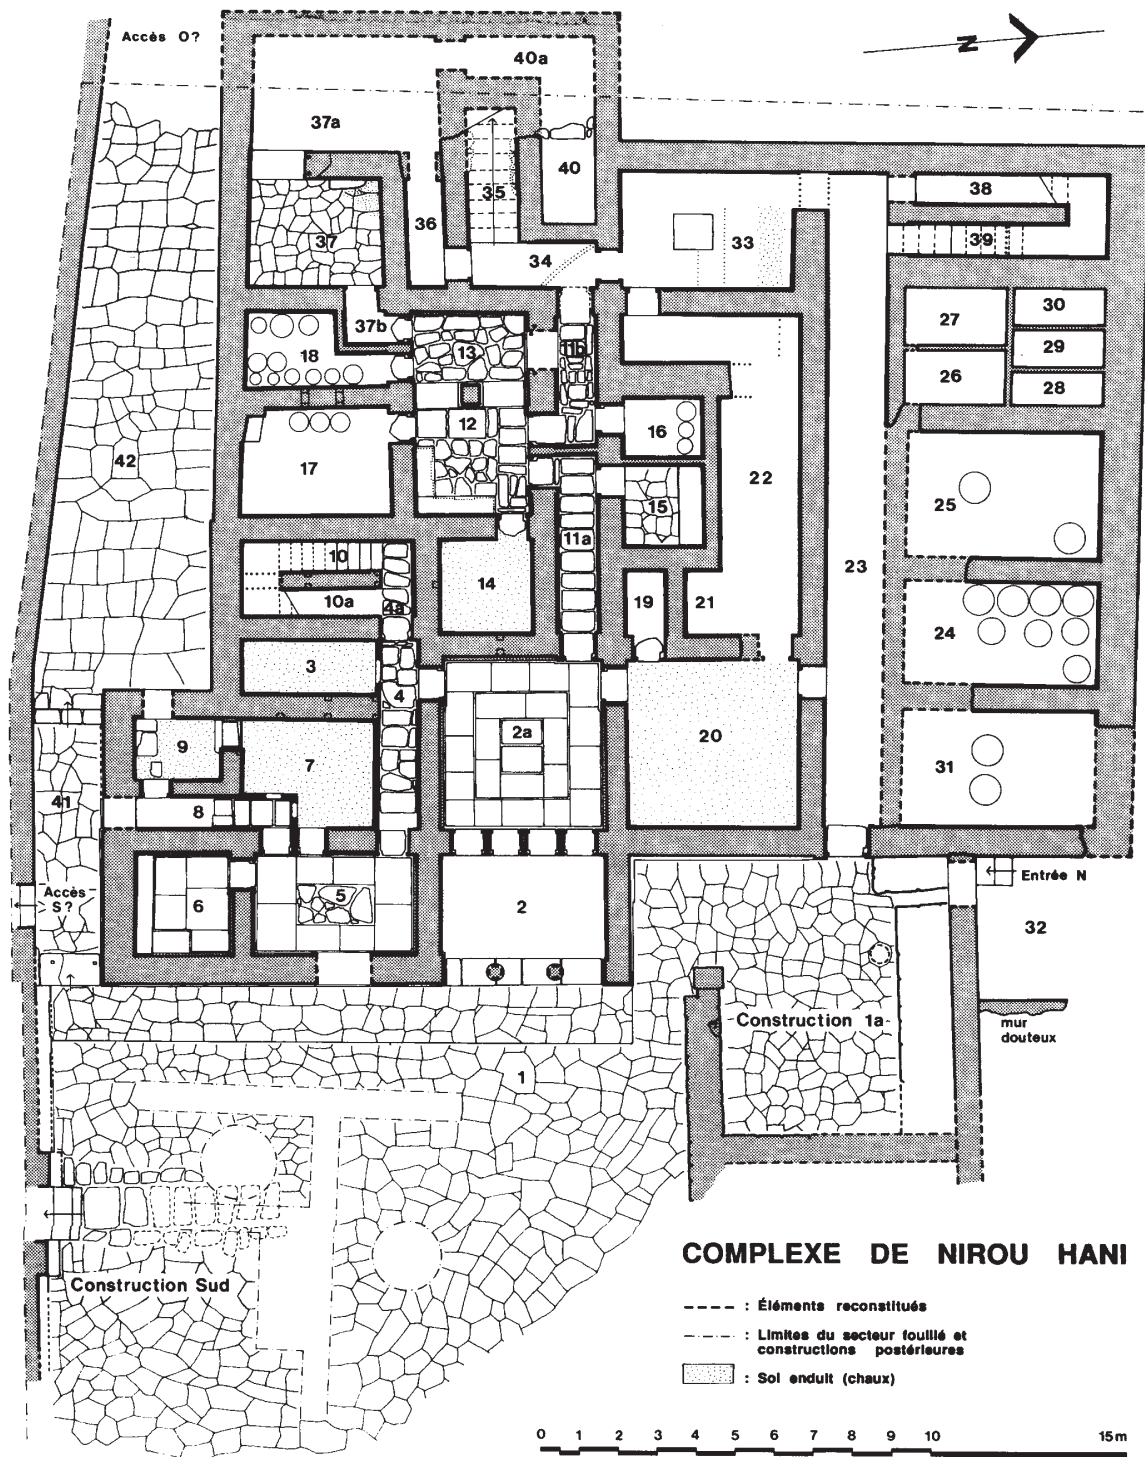 Accès O?
N
40a
37a
40
35
38
36
33
39
37
34
37b
30
13
11b
27
18
29
26
28
12
16
17
22
42
25
15
11a
10
23
14
19
21
10a
4a
24
3
4
2a
20
9
7
31
41
8
Entrée N
Accès
S?
5
6
2
32
Construction 1a
mur
douteux
1
COMPLEXE DE NIROU HANI
Construction Sud
: Éléments reconstitués
: Limites du secteur fouillé et
constructions postérieures
: Sol enduit (chaux)
0 1 2 3 4 5 6 7 8 9 10 15m